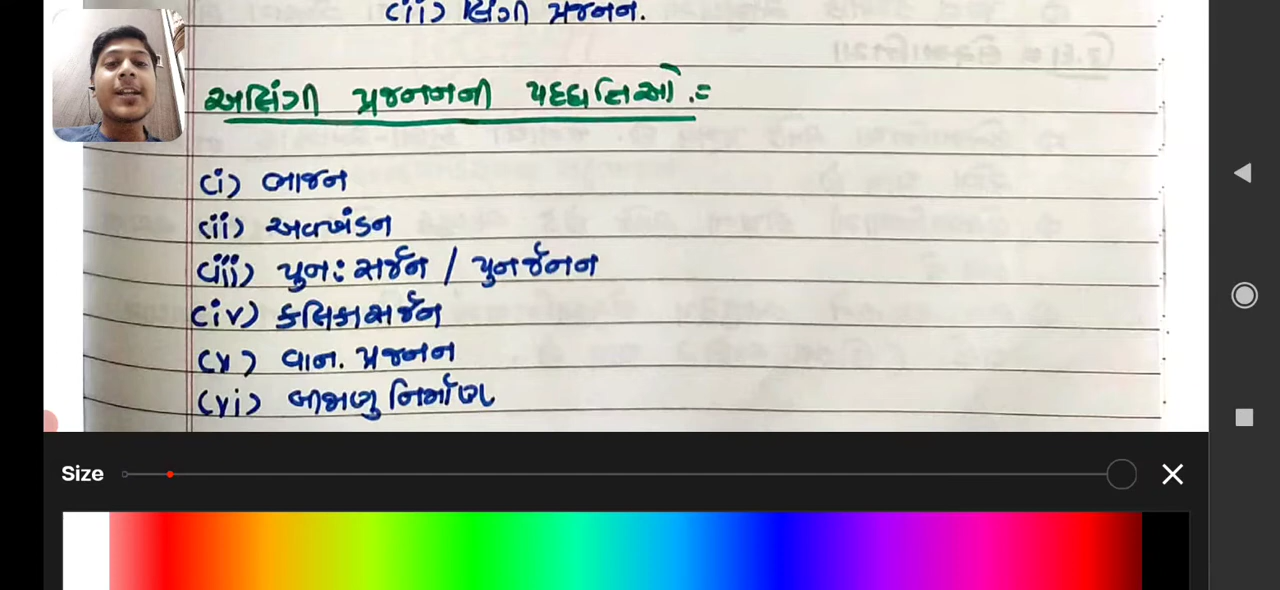 (ii) લિંગી પ્રજનન.
અલિંગી પ્રજનનની પદ્ધતિઓ :-
(i) ભાજન
(ii) અવખંડન
(iii) પુનઃસર્જન / પુનર્જનન
(iv) કલિકાસર્જન
(v) વાન. પ્રજનન
(vi) બીજાણુ નિર્માણ
Size